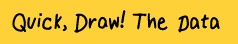 Quick, Draw! The Data